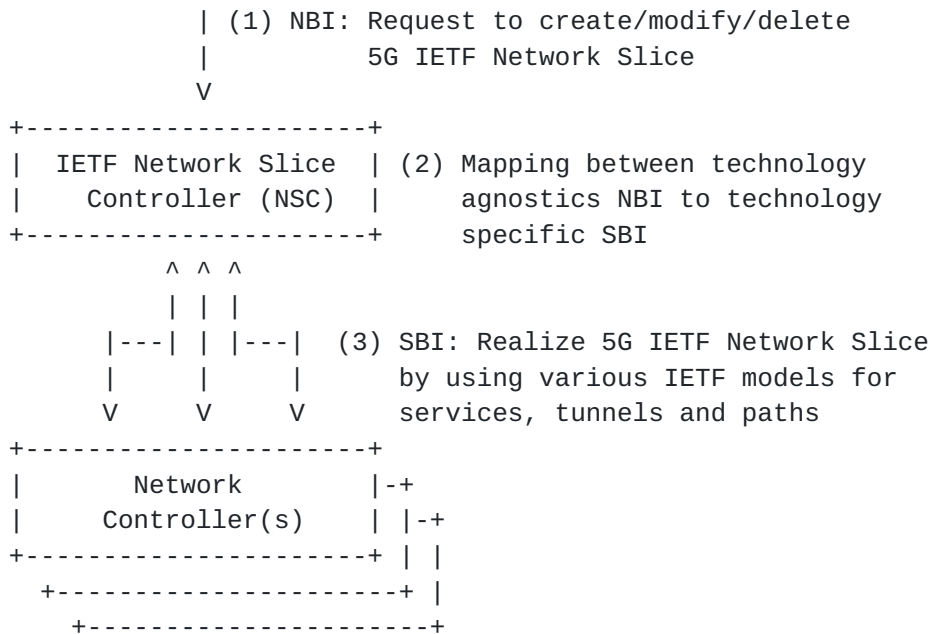 (1) NBI: Request to create/modify/delete
5G IETF Network Slice
IETF Network Slice
Controller (NSC)
(2) Mapping between technology
agnostics NBI to technology
specific SBI
(3) SBI: Realize 5G IETF Network Slice
by using various IETF models for
services, tunnels and paths
Network
Controller(s)